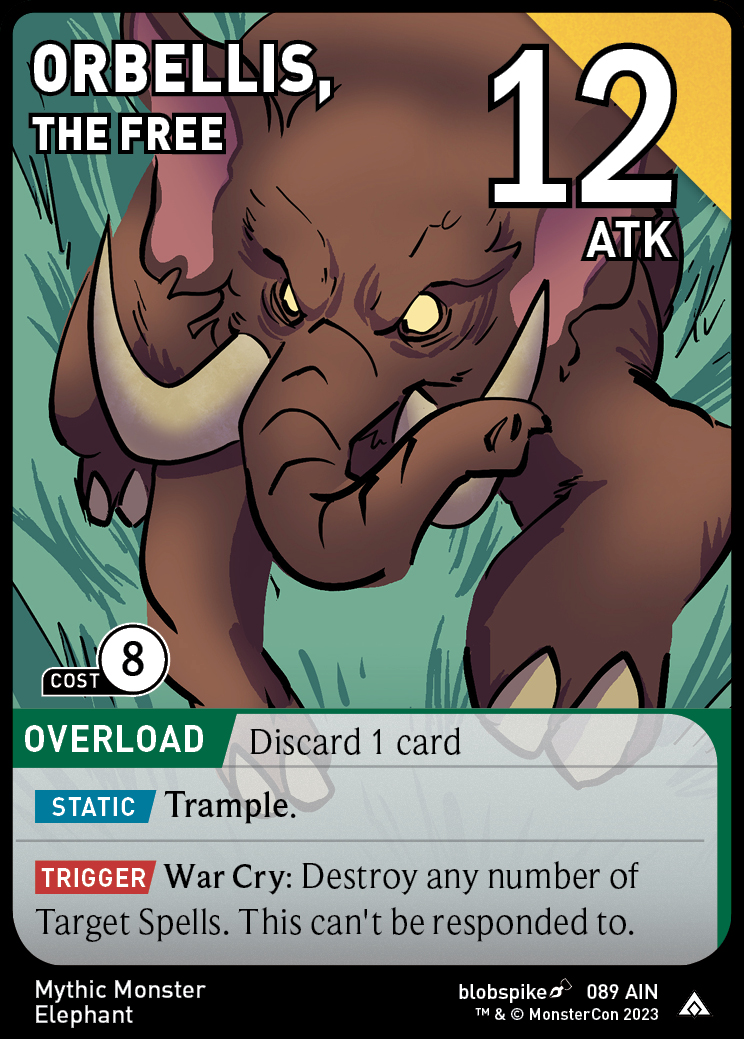 ORBELLIS,
THE FREE
12
ATK
COST 8
OVERLOAD Discard 1 card
STATIC Trample.
TRIGGER War Cry: Destroy any number of
Target Spells. This can't be responded to.
Mythic Monster
Elephant
blobspike 089 AIN
™ & © MonsterCon 2023